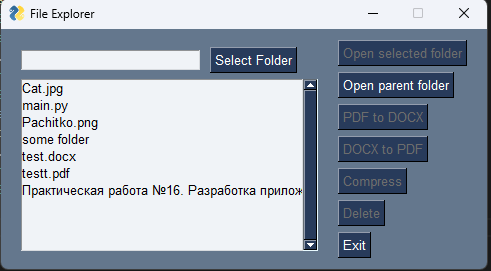 File Explorer
Select Folder
Cat.jpg
main.py
Pachitko.png
some folder
test.docx
testt.pdf
Практическая работа №16. Разработка прилож
Open selected folder
Open parent folder
PDF to DOCX
DOCX to PDF
Compress
Delete
Exit